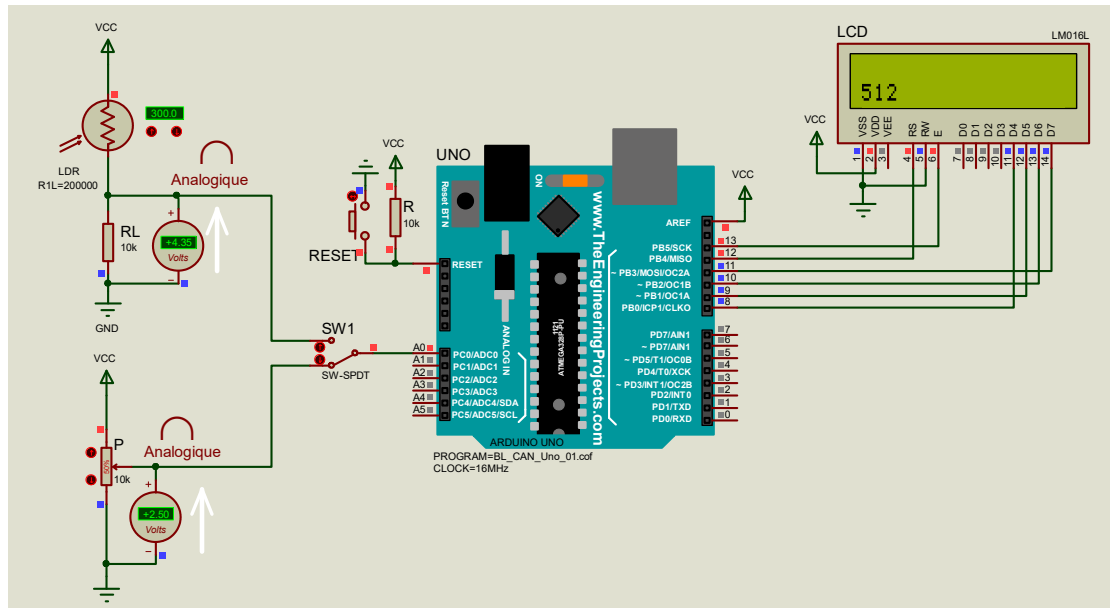 VCC
300.0
LDR
R1L=200000
Analogique
RL
10k
+4.35
Volts
GND
VCC
P
50%
10k
Analogique
+2.50
Volts
SW1
SW-SPDT
VCC
R
10k
RESET
UNO
Reset BTN
ON
www.TheEngineeringProjects.com
RESET
ANALOG IN
1121
ATMEGA328P-PU
A0 PC0/ADC0
A1 PC1/ADC1
A2 PC2/ADC2
A3 PC3/ADC3
A4 PC4/ADC4/SDA
A5 PC5/ADC5/SCL
AREF
PB5/SCK 13
PB4/MISO 12
~ PB3/MOSI/OC2A 11
~ PB2/OC1B 10
~ PB1/OC1A 9
PB0/ICP1/CLKO 8
PD7/AIN1 7
~ PD7/AIN1 6
~ PD5/T1/OC0B 5
PD4/T0/XCK 4
~ PD3/INT1/OC2B 3
PD2/INT0 2
PD1/TXD 1
PD0/RXD 0
ARDUINO UNO
PROGRAM=BL_CAN_Uno_01.cof
CLOCK=16MHz
VCC
LCD
LM016L
512
VSS VDD VEE RS RW E D0 D1 D2 D3 D4 D5 D6 D7
1 2 3 4 5 6 7 8 9 10 11 12 13 14
VCC